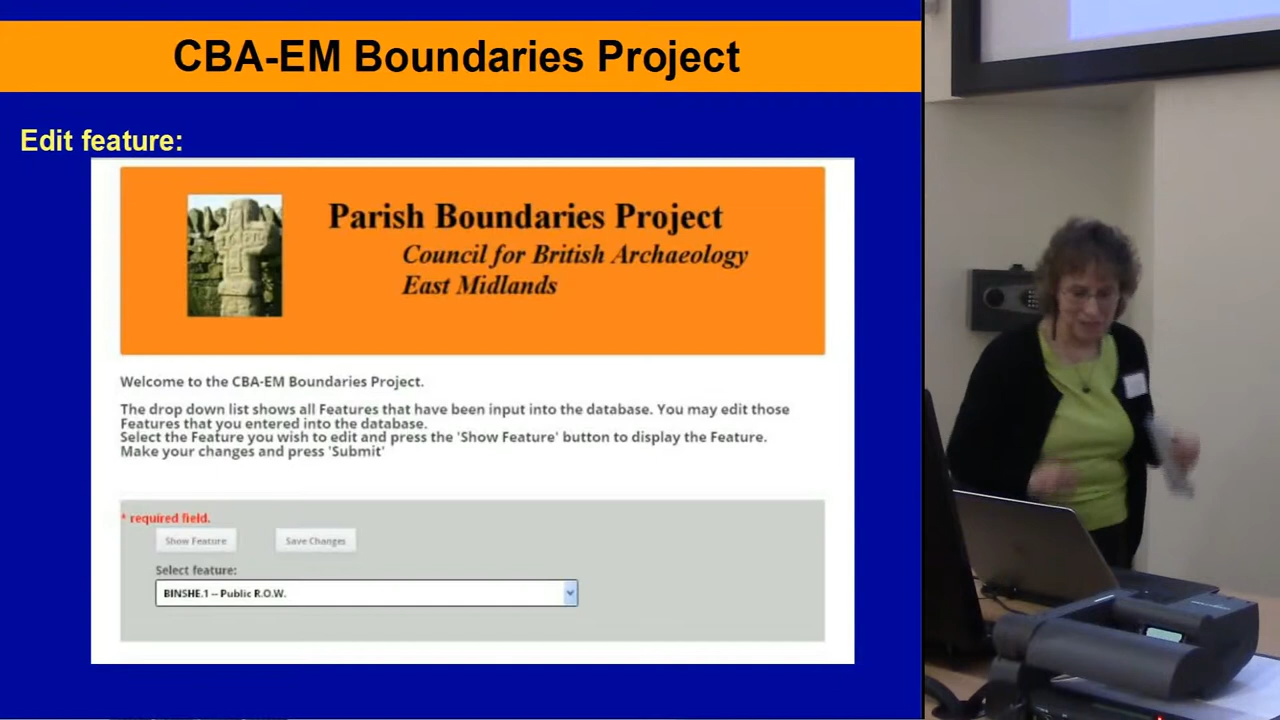 CBA-EM Boundaries Project
Edit feature:
Parish Boundaries Project
Council for British Archaeology
East Midlands
Welcome to the CBA-EM Boundaries Project.
The drop down list shows all Features that have been input into the database. You may edit those
Features that you entered into the database.
Select the Feature you wish to edit and press the 'Show Feature' button to display the Feature.
Make your changes and press 'Submit'
* required field.
Show Feature
Save Changes
Select feature:
BINSHE.1 -- Public R.O.W.